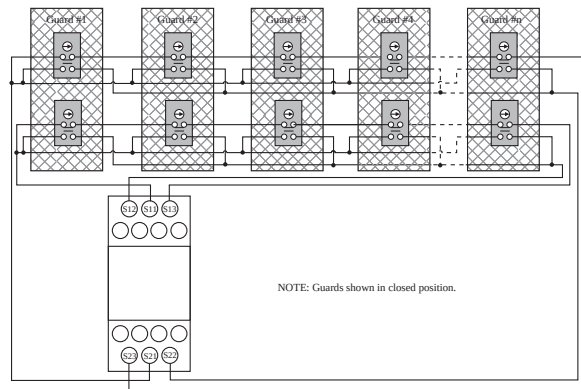 Guard #1 Guard #2 Guard #3 Guard #4 Guard #n
S12 S11 S13
NOTE: Guards shown in closed position.
S23 S21 S22